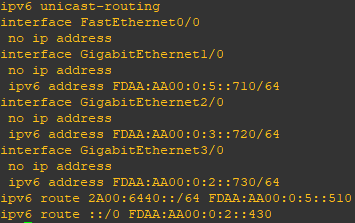 ipv6 unicast-routing
interface FastEthernet0/0
no ip address
interface GigabitEthernet1/0
no ip address
ipv6 address FDAA:AA00:0:5::710/64
interface GigabitEthernet2/0
no ip address
ipv6 address FDAA:AA00:0:3::720/64
interface GigabitEthernet3/0
no ip address
ipv6 address FDAA:AA00:0:2::730/64
ipv6 route 2A00:6440::/64 FDAA:AA00:0:5::510
ipv6 route ::/0 FDAA:AA00:0:2::430